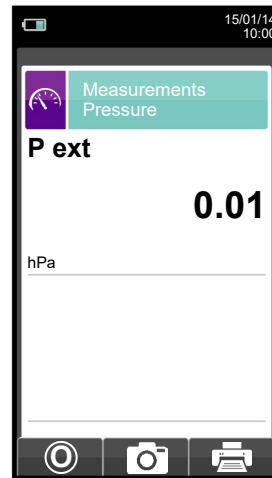 15/01/14
10:00
Measurements
Pressure
P ext
0.01
hPa
O